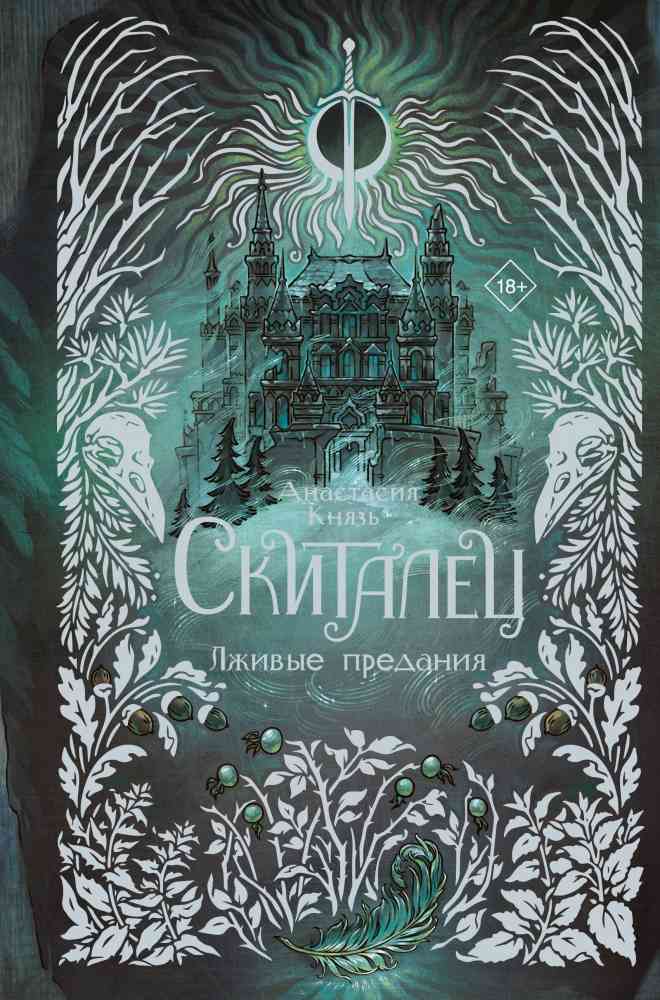 18+
Анастасия
Князь
Скиталец
Лживые предания